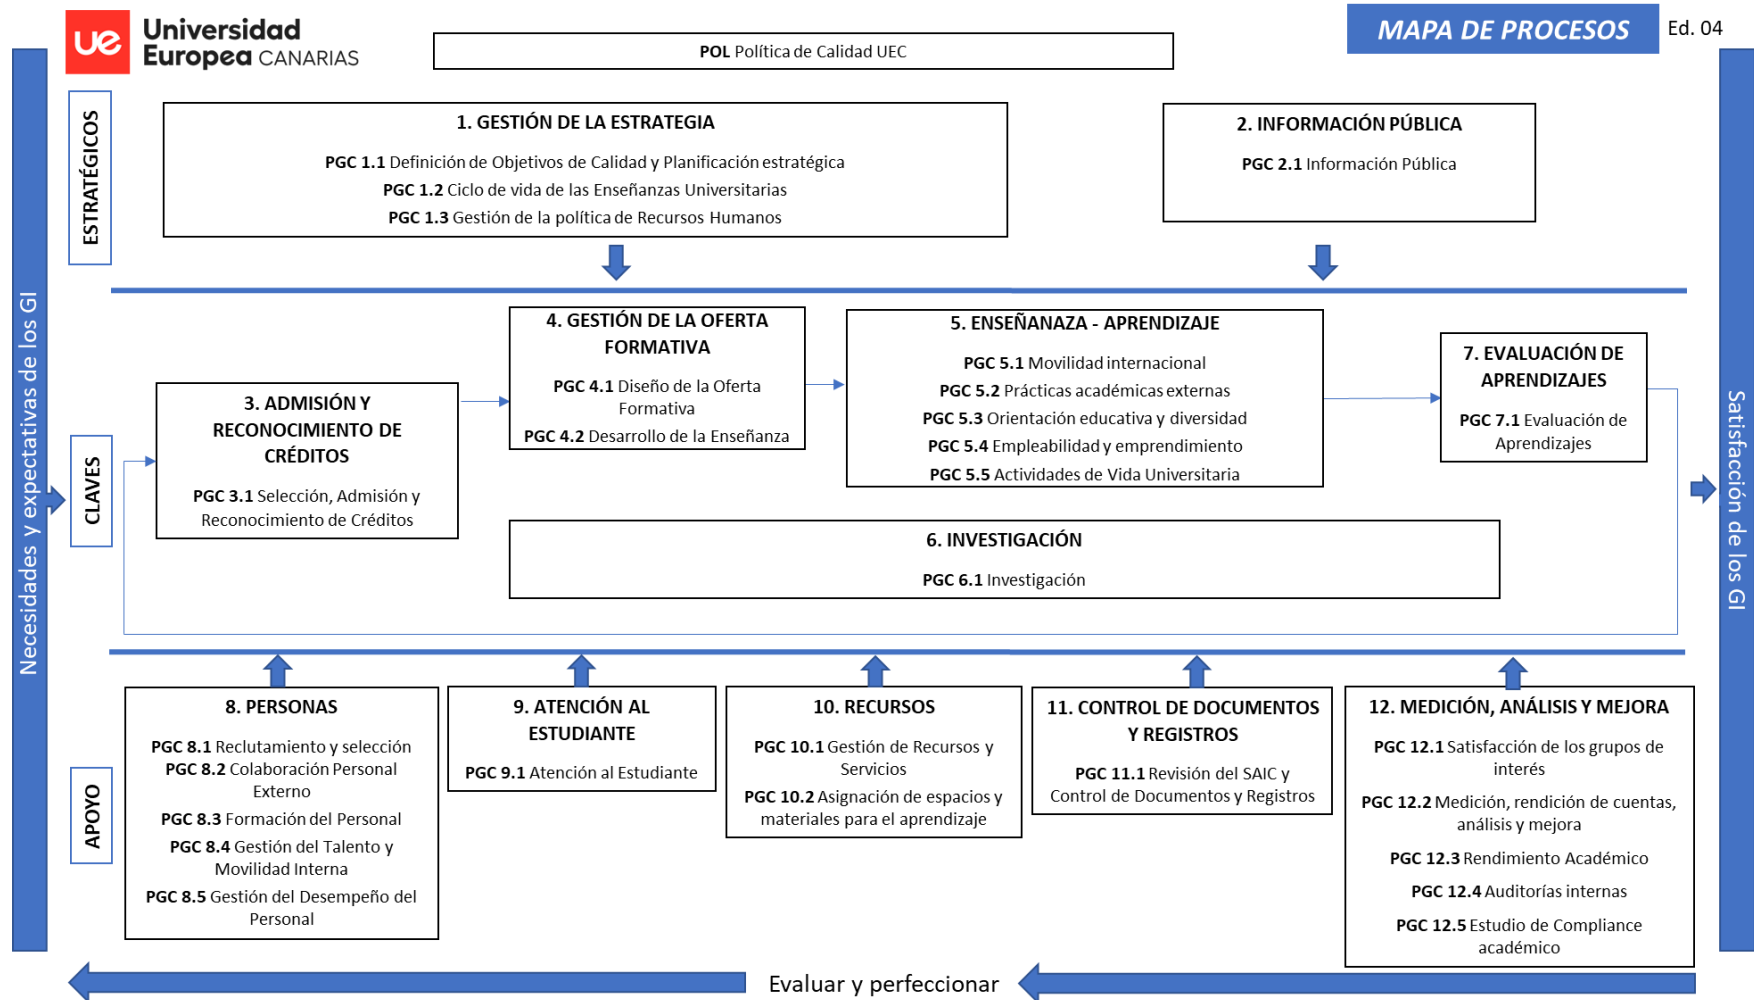 ue Universidad
Europea CANARIAS
POL Política de Calidad UEC
MAPA DE PROCESOS
Ed. 04
Necesidades y expectativas de los GI
ESTRATÉGICOS
1. GESTIÓN DE LA ESTRATEGIA
PGC 1.1 Definición de Objetivos de Calidad y Planificación estratégica
PGC 1.2 Ciclo de vida de las Enseñanzas Universitarias
PGC 1.3 Gestión de la política de Recursos Humanos
2. INFORMACIÓN PÚBLICA
PGC 2.1 Información Pública
CLAVES
3. ADMISIÓN Y
RECONOCIMIENTO DE
CRÉDITOS
PGC 3.1 Selección, Admisión y
Reconocimiento de Créditos
4. GESTIÓN DE LA OFERTA
FORMATIVA
PGC 4.1 Diseño de la Oferta
Formativa
PGC 4.2 Desarrollo de la Enseñanza
5. ENSEÑANAZA - APRENDIZAJE
PGC 5.1 Movilidad internacional
PGC 5.2 Prácticas académicas externas
PGC 5.3 Orientación educativa y diversidad
PGC 5.4 Empleabilidad y emprendimiento
PGC 5.5 Actividades de Vida Universitaria
6. INVESTIGACIÓN
PGC 6.1 Investigación
7. EVALUACIÓN DE
APRENDIZAJES
PGC 7.1 Evaluación de
Aprendizajes
Satisfacción de los GI
APOYO
8. PERSONAS
PGC 8.1 Reclutamiento y selección
PGC 8.2 Colaboración Personal
Externo
PGC 8.3 Formación del Personal
PGC 8.4 Gestión del Talento y
Movilidad Interna
PGC 8.5 Gestión del Desempeño del
Personal
9. ATENCIÓN AL
ESTUDIANTE
PGC 9.1 Atención al Estudiante
10. RECURSOS
PGC 10.1 Gestión de Recursos y
Servicios
PGC 10.2 Asignación de espacios y
materiales para el aprendizaje
11. CONTROL DE DOCUMENTOS
Y REGISTROS
PGC 11.1 Revisión del SAIC y
Control de Documentos y Registros
12. MEDICIÓN, ANÁLISIS Y MEJORA
PGC 12.1 Satisfacción de los grupos de
interés
PGC 12.2 Medición, rendición de cuentas,
análisis y mejora
PGC 12.3 Rendimiento Académico
PGC 12.4 Auditorías internas
PGC 12.5 Estudio de Compliance
académico
Evaluar y perfeccionar